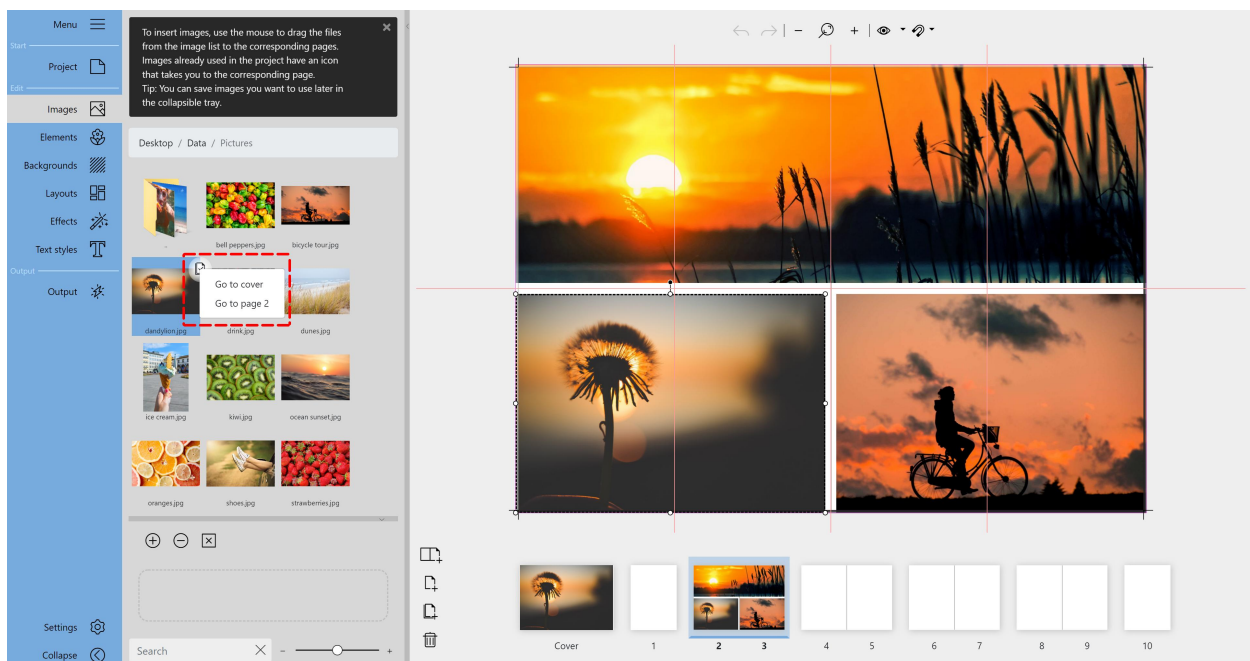 Menu
Start
Project
Edit
Images
Elements
Backgrounds
Layouts
Effects
Text styles
Output
Output
Settings
Collapse
To insert images, use the mouse to drag the files
from the image list to the corresponding pages.
Images already used in the project have an icon
that takes you to the corresponding page.
Tip: You can save images you want to use later in
the collapsible tray.
Desktop / Data / Pictures
..
bell peppers.jpg
bicycle tour.jpg
Go to cover
Go to page 2
dandylion.jpg
drink.jpg
dunes.jpg
ice cream.jpg
kiwi.jpg
ocean sunset.jpg
oranges.jpg
shoes.jpg
strawberries.jpg
Search
Cover
1
2
3
4
5
6
7
8
9
10